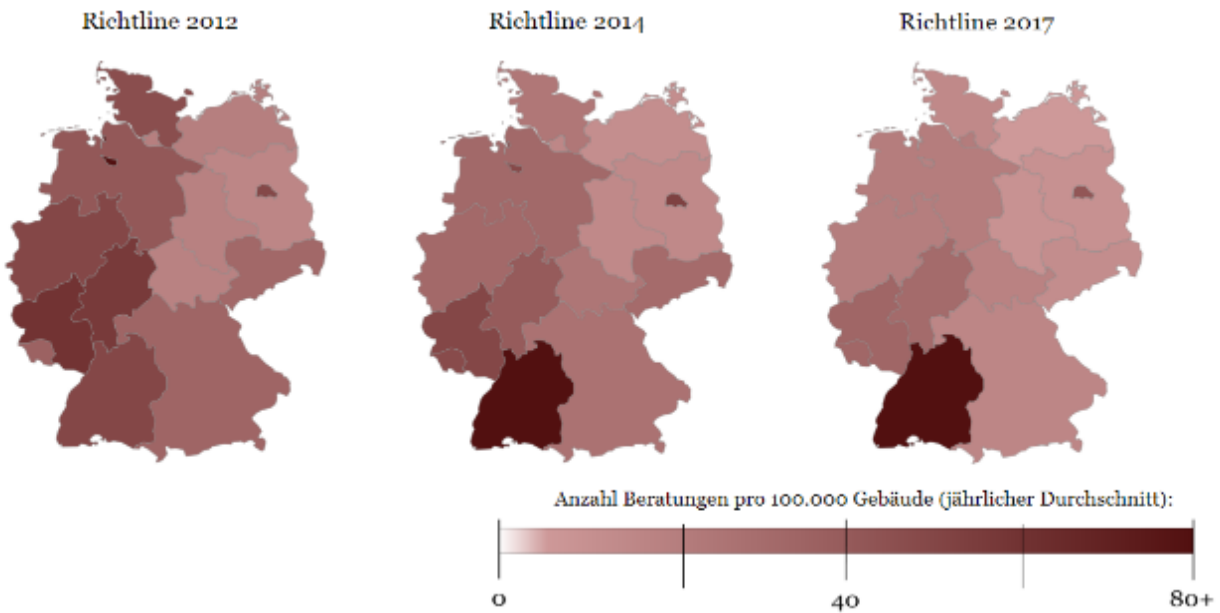 Richtline 2012
Richtline 2014
Richtline 2017
Anzahl Beratungen pro 100.000 Gebäude (jährlicher Durchschnitt):
0
40
80+